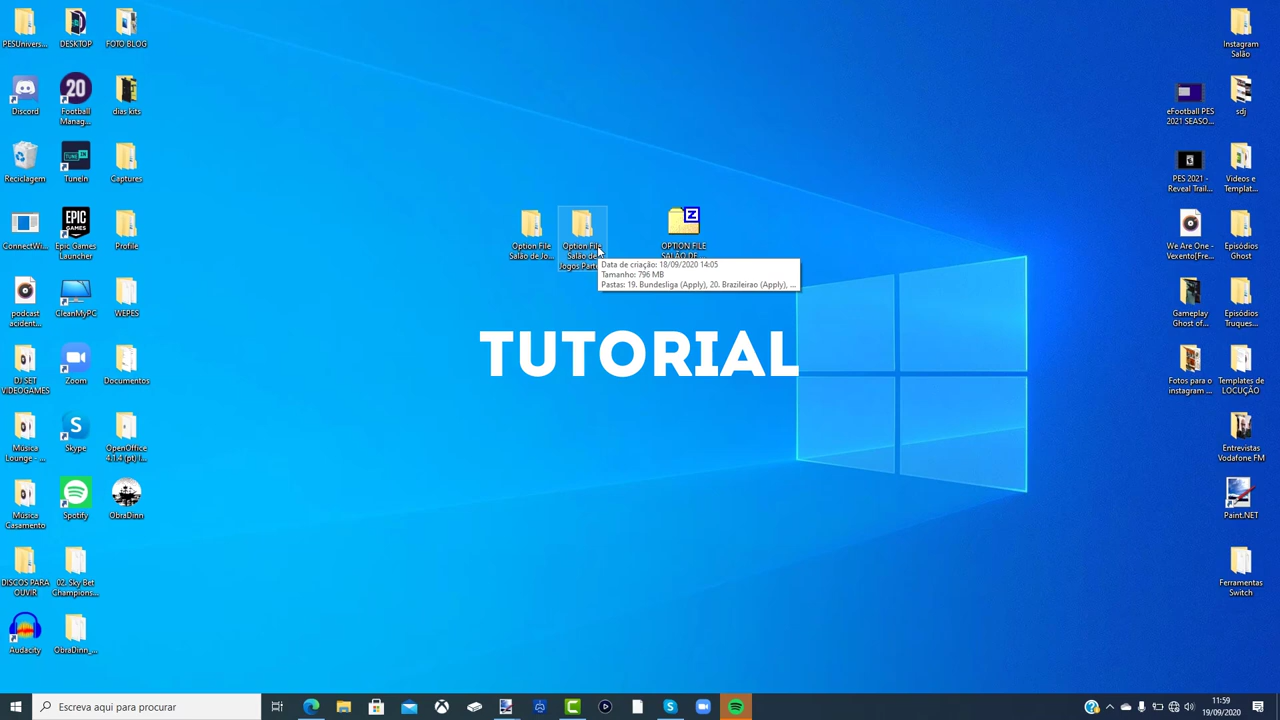 PESUnivers...
DESKTOP
FOTO BLOG
Instagram
Salão
Discord
20
Football
Manag...
dias kits
eFootball PES
2021 SEASO...
sdj
Reciclagem
TUNE IN
TuneIn
Captures
PES 2021 -
Reveal Trail...
Videos e
Templat...
ConnectWi...
EPIC
GAMES
Epic Games
Launcher
Profile
Option File
Salão de Jo...
Option File
Salão de
Jogos Part
Z
OPTION FILE
SALÃO DE
We Are One -
Vexento[Fre...
Episódios
Ghost
Data de criação: 18/09/2020 14:05
Tamanho: 796 MB
Pastas: 19. Bundesliga (Apply), 20. Brazileirao (Apply), ...
podcast
acident...
CleanMyPC
WEPES
Gameplay
Ghost of...
Episódios
Truques...
TUTORIAL
DJ SET
VIDEOGAMES
Zoom
Documentos
Fotos para o
instagram ...
Templates de
LOCUÇÃO
Música
Lounge - ...
Skype
OpenOffice
4.1.4 (pt) I...
Entrevistas
Vodafone FM
Música
Casamento
Spotify
ObraDinn
Paint.NET
DISCOS PARA
OUVIR
02. Sky Bet
Champions...
Ferramentas
Switch
Audacity
ObraDinn_...
Escreva aqui para procurar
11:59
19/09/2020